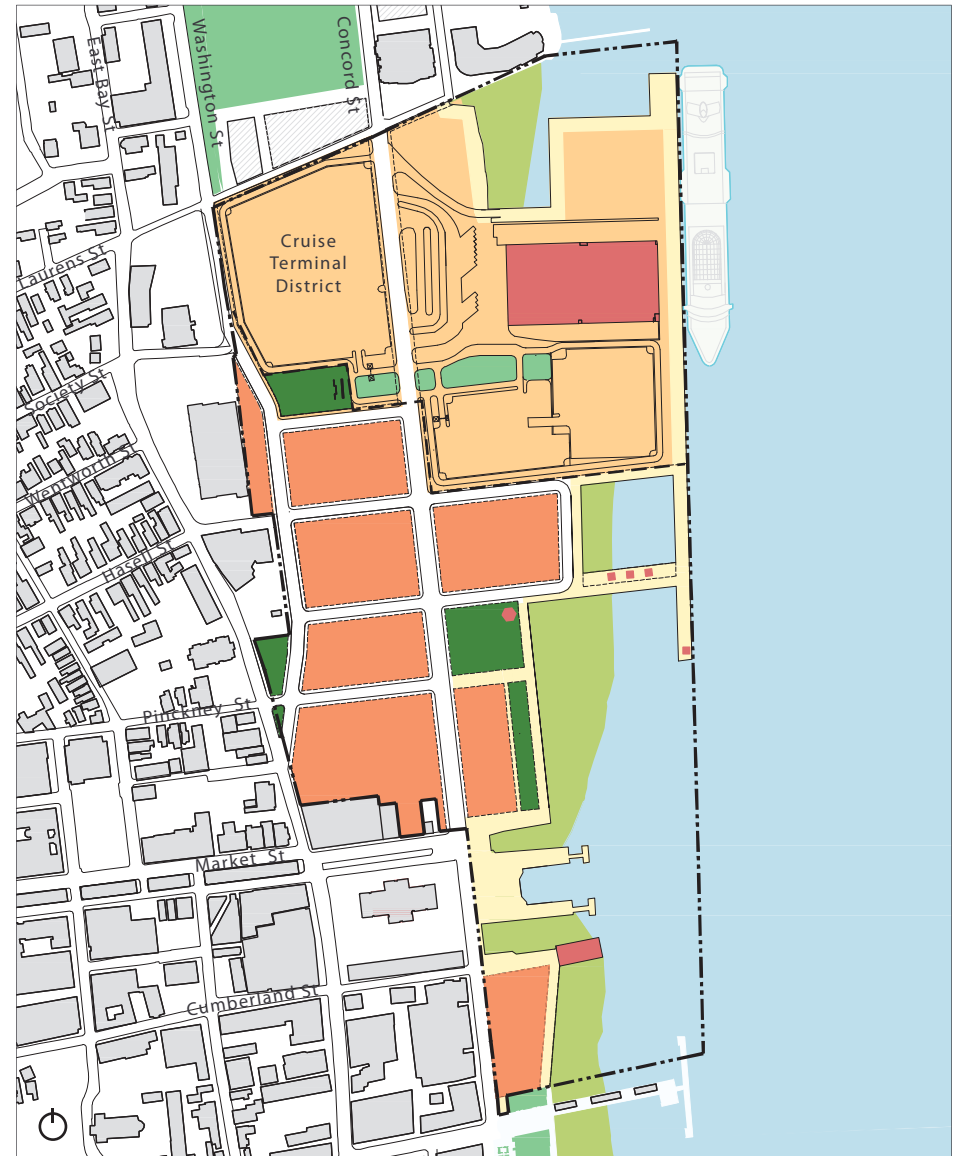 East Bay St
Washington St
Concord St
Cruise
Terminal
District
Laurens St
Society St
Wentworth St
Hasell St
Pinckney St
Market St
Cumberland St